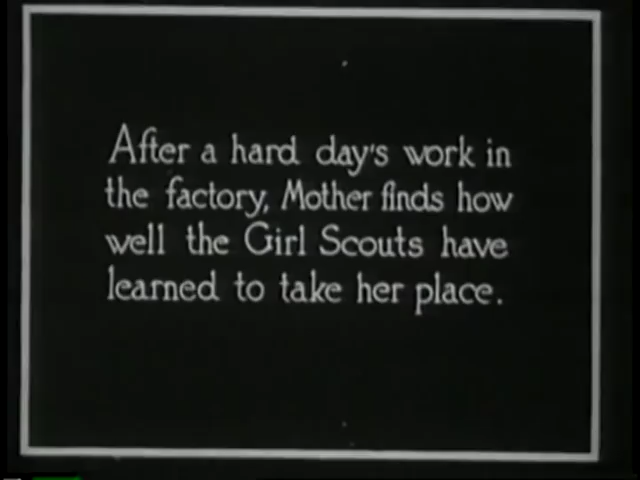 After a hard day's work in
the factory, Mother finds how
well the Girl Scouts have
learned to take her place.